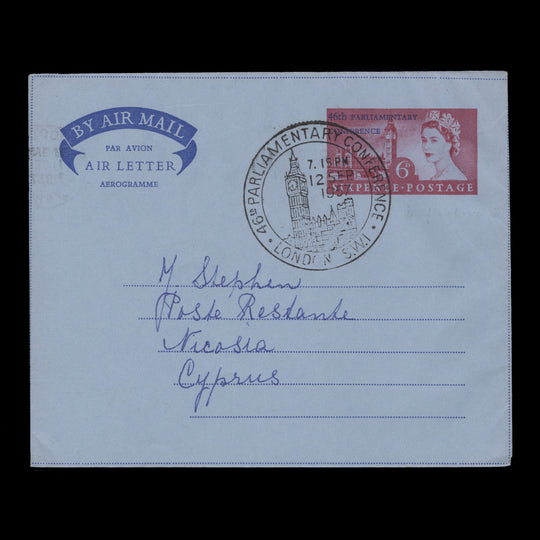 BY AIR MAIL
PAR AVION
AIR LETTER
AEROGRAMME
46th PARLIAMENTARY
CONFERENCE
6D
SIXPENCE·POSTAGE
46th PARLIAMENTARY CONFERENCE · LONDON S.W.1 ·
7.15 PM
12 SEP
195
Stephen
Poste Restante
Nicosia
Cyprus